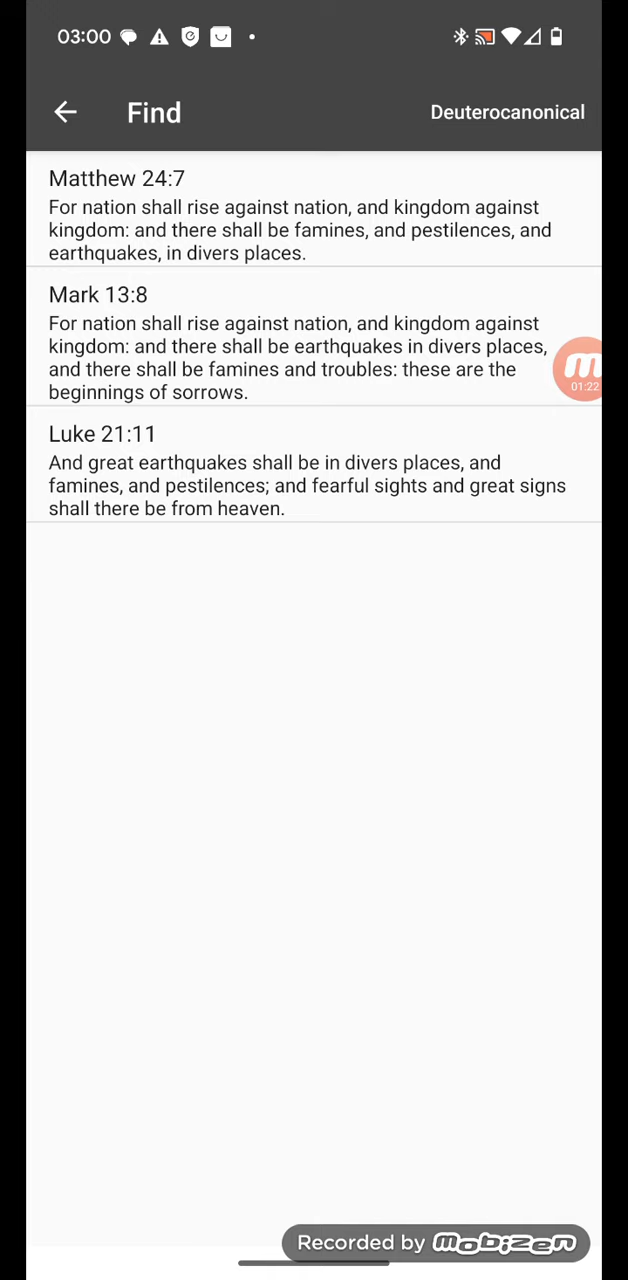 03:00
Find
Deuterocanonical
Matthew 24:7
For nation shall rise against nation, and kingdom against
kingdom: and there shall be famines, and pestilences, and
earthquakes, in divers places.
Mark 13:8
For nation shall rise against nation, and kingdom against
kingdom: and there shall be earthquakes in divers places,
and there shall be famines and troubles: these are the
beginnings of sorrows.
m
01:22
Luke 21:11
And great earthquakes shall be in divers places, and
famines, and pestilences; and fearful sights and great signs
shall there be from heaven.
Recorded by mobizen